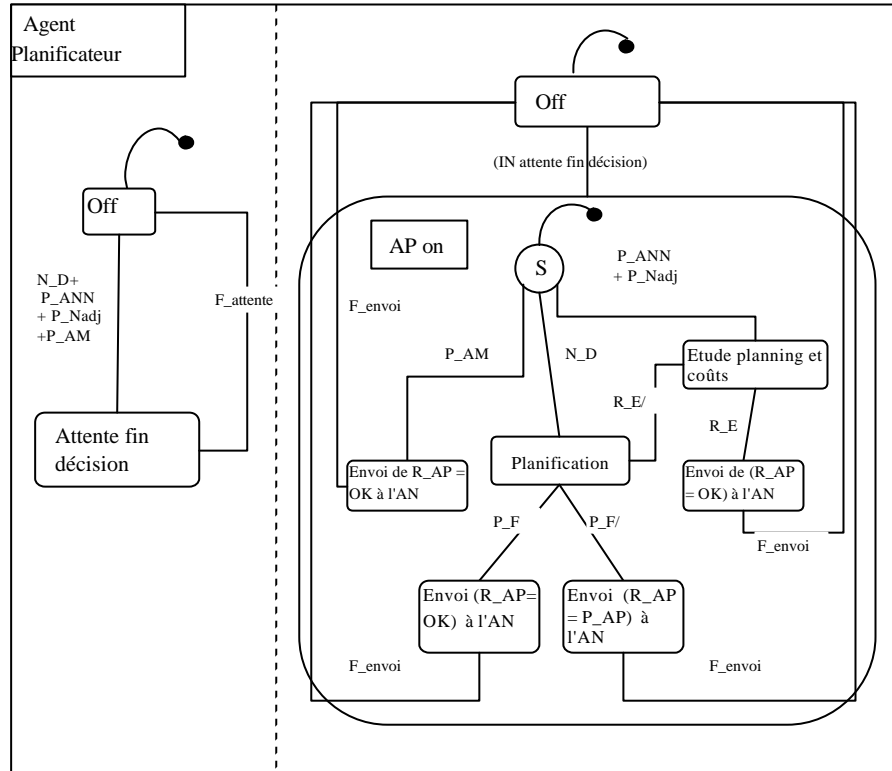 Agent
Planificateur
Off
N_D+
P_ANN
+ P_Nadj
+P_AM
F_attente
Attente fin
décision
Off
(IN attente fin décision)
AP on
S
P_ANN
+ P_Nadj
F_envoi
P_AM
N_D
Etude planning et
coûts
R_E/
R_E
Envoi de R_AP =
OK à l'AN
Planification
Envoi de (R_AP
= OK) à l'AN
P_F
P_F/
F_envoi
Envoi (R_AP=
OK) à l'AN
Envoi (R_AP
= P_AP) à
l'AN
F_envoi
F_envoi